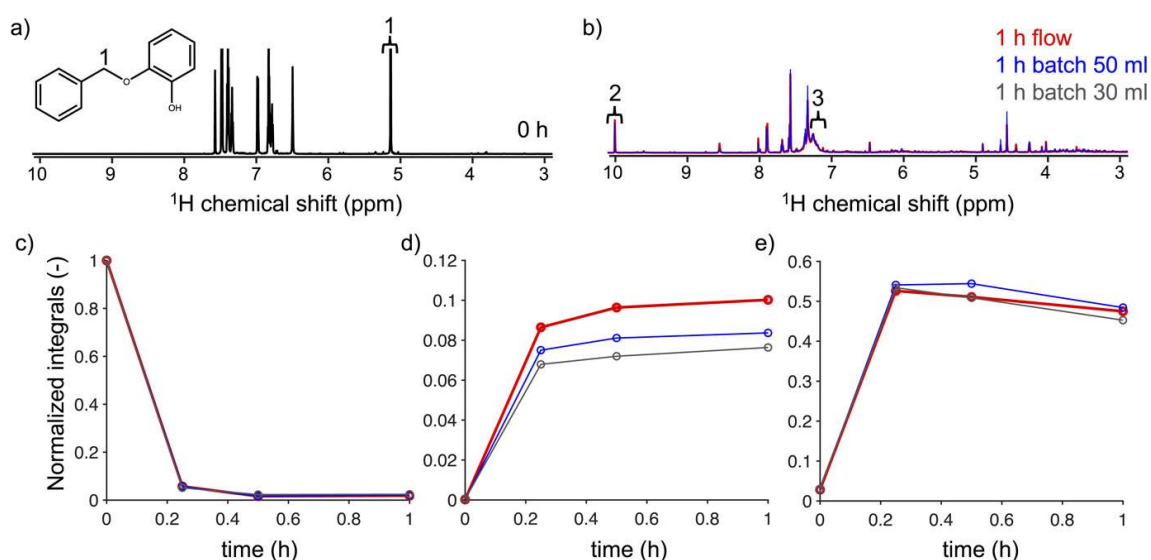 a)
1
O
OH
1
0 h
10 9 8 7 6 5 4 3
¹H chemical shift (ppm)
b)
1 h flow
1 h batch 50 ml
1 h batch 30 ml
2
3
10 9 8 7 6 5 4 3
¹H chemical shift (ppm)
c)
Normalized integrals (-)
1
0.8
0.6
0.4
0.2
0
0 0.2 0.4 0.6 0.8 1
time (h)
d)
0.12
0.1
0.08
0.06
0.04
0.02
0
0 0.2 0.4 0.6 0.8 1
time (h)
e)
0.6
0.5
0.4
0.3
0.2
0.1
0
0 0.2 0.4 0.6 0.8 1
time (h)